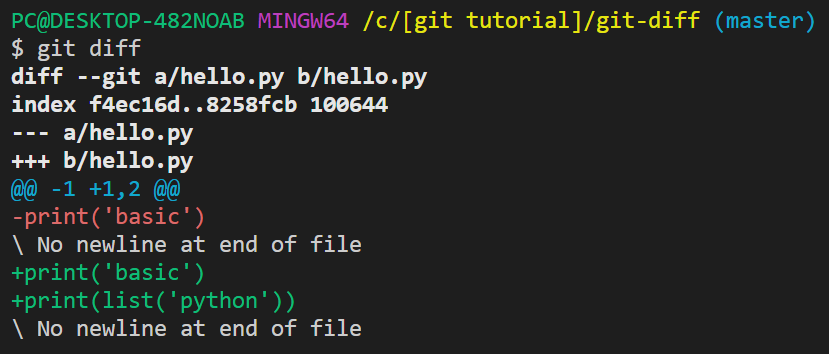 PC@DESKTOP-482NOAB MINGW64 /c/[git tutorial]/git-diff (master)
$ git diff
diff --git a/hello.py b/hello.py
index f4ec16d..8258fcb 100644
--- a/hello.py
+++ b/hello.py
@@ -1 +1,2 @@
-print('basic')
\ No newline at end of file
+print('basic')
+print(list('python'))
\ No newline at end of file